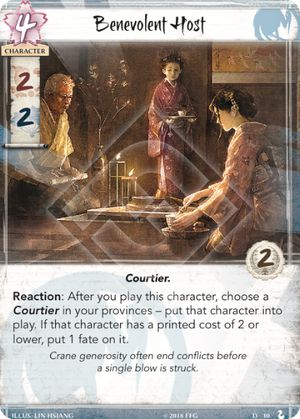 Benevolent Host
4
CHARACTER
2
2
2
Courtier.
Reaction: After you play this character, choose a
Courtier in your provinces – put that character into
play. If that character has a printed cost of 2 or
lower, put 1 fate on it.
Crane generosity often end conflicts before
a single blow is struck.
ILLUS: LIN HSIANG
© 2018 FFG
D 10